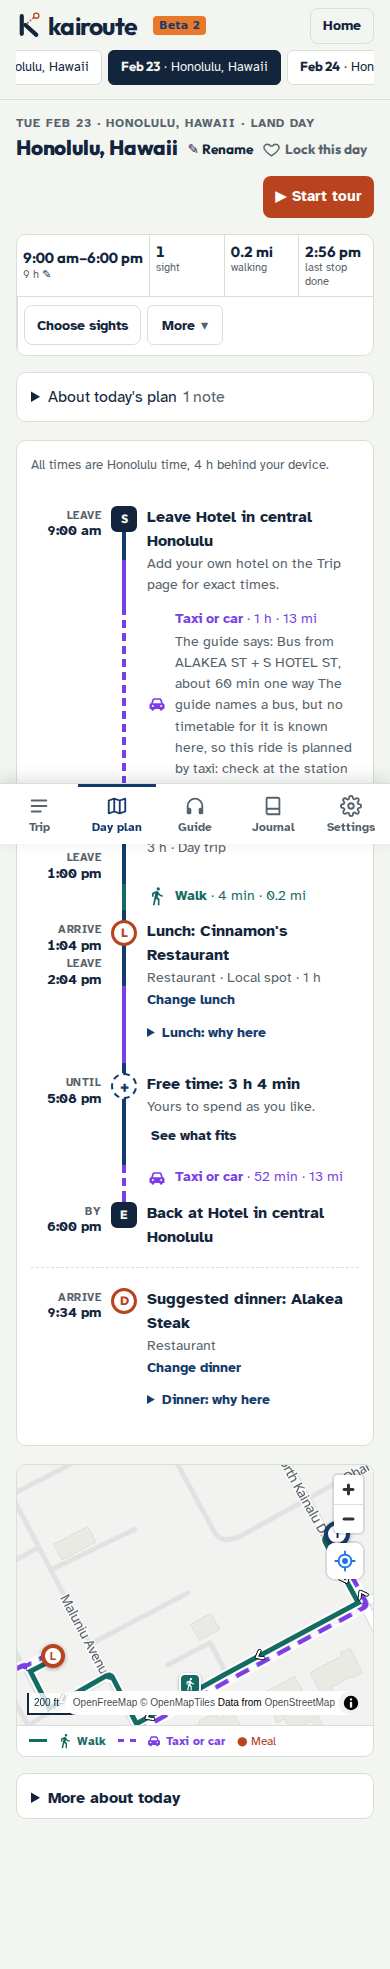 kairoute
Beta 2
Home
olulu, Hawaii
Feb 23 · Honolulu, Hawaii
Feb 24 · Hon
TUE FEB 23 · HONOLULU, HAWAII · LAND DAY
Honolulu, Hawaii
✎ Rename
Lock this day
▶ Start tour
9:00 am–6:00 pm
9 h ✎
1
sight
0.2 mi
walking
2:56 pm
last stop
done
Choose sights
More ▾
▶ About today's plan 1 note
All times are Honolulu time, 4 h behind your device.
LEAVE
9:00 am
S
Leave Hotel in central
Honolulu
Add your own hotel on the Trip
page for exact times.
Taxi or car · 1 h · 13 mi
The guide says: Bus from
ALAKEA ST + S HOTEL ST,
about 60 min one way The
guide names a bus, but no
timetable for it is known
here, so this ride is planned
by taxi: check at the station
Trip
Day plan
Guide
Journal
Settings
3 h · Day trip
LEAVE
1:00 pm
Walk · 4 min · 0.2 mi
ARRIVE
1:04 pm
LEAVE
2:04 pm
L
Lunch: Cinnamon's
Restaurant
Restaurant · Local spot · 1 h
Change lunch
▶ Lunch: why here
UNTIL
5:08 pm
+
Free time: 3 h 4 min
Yours to spend as you like.
See what fits
Taxi or car · 52 min · 13 mi
BY
6:00 pm
E
Back at Hotel in central
Honolulu
ARRIVE
9:34 pm
D
Suggested dinner: Alakea
Steak
Restaurant
Change dinner
▶ Dinner: why here
orth Kainalu D
Maluniu Avenu
L
+
−
200 ft
OpenFreeMap © OpenMapTiles Data from OpenStreetMap
Walk
Taxi or car
Meal
▶ More about today